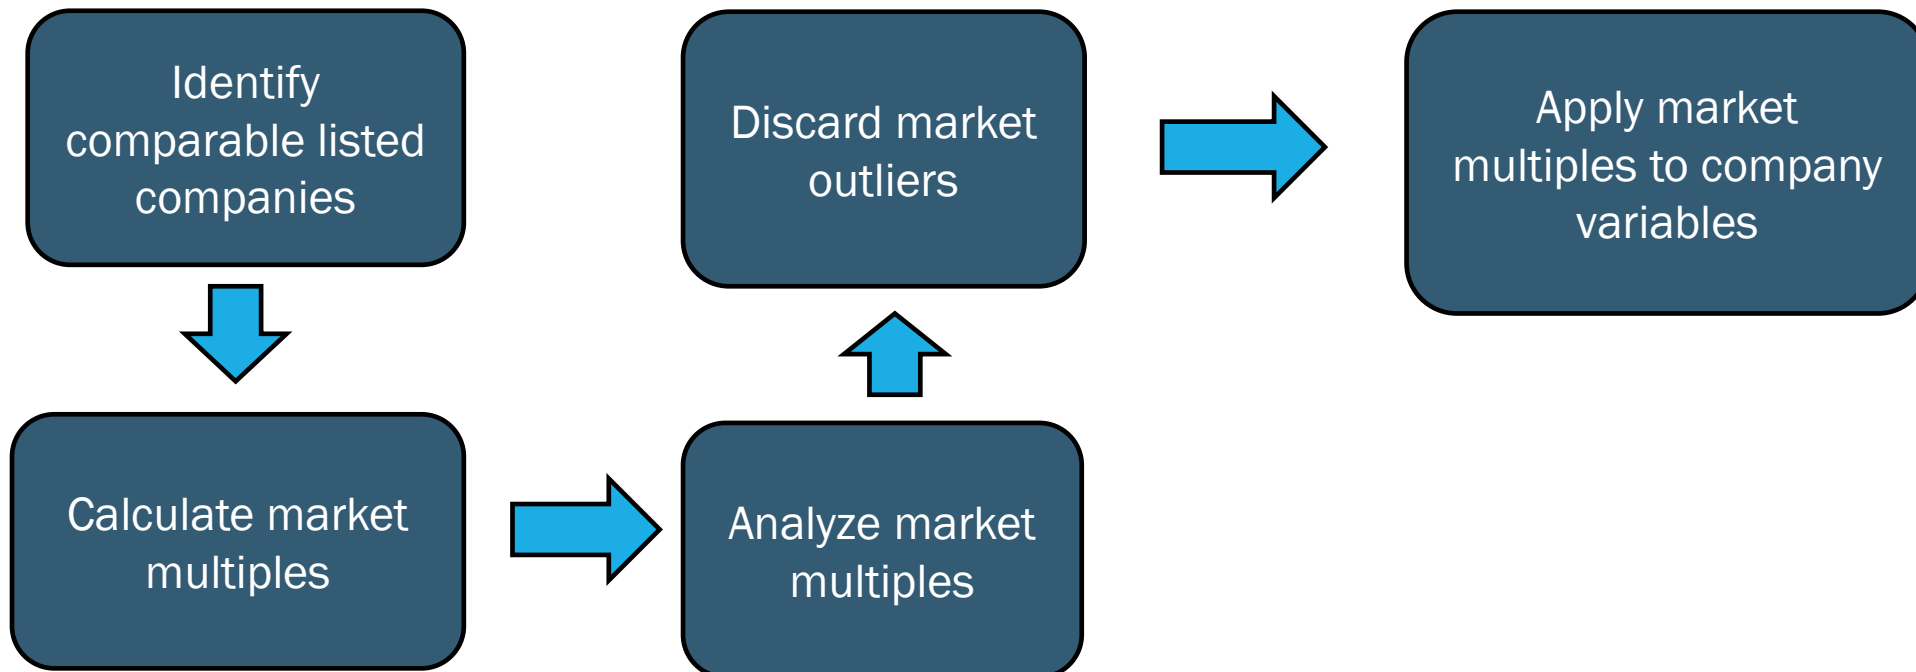 Identify
comparable listed
companies
Calculate market
multiples
Analyze market
multiples
Discard market
outliers
Apply market
multiples to company
variables